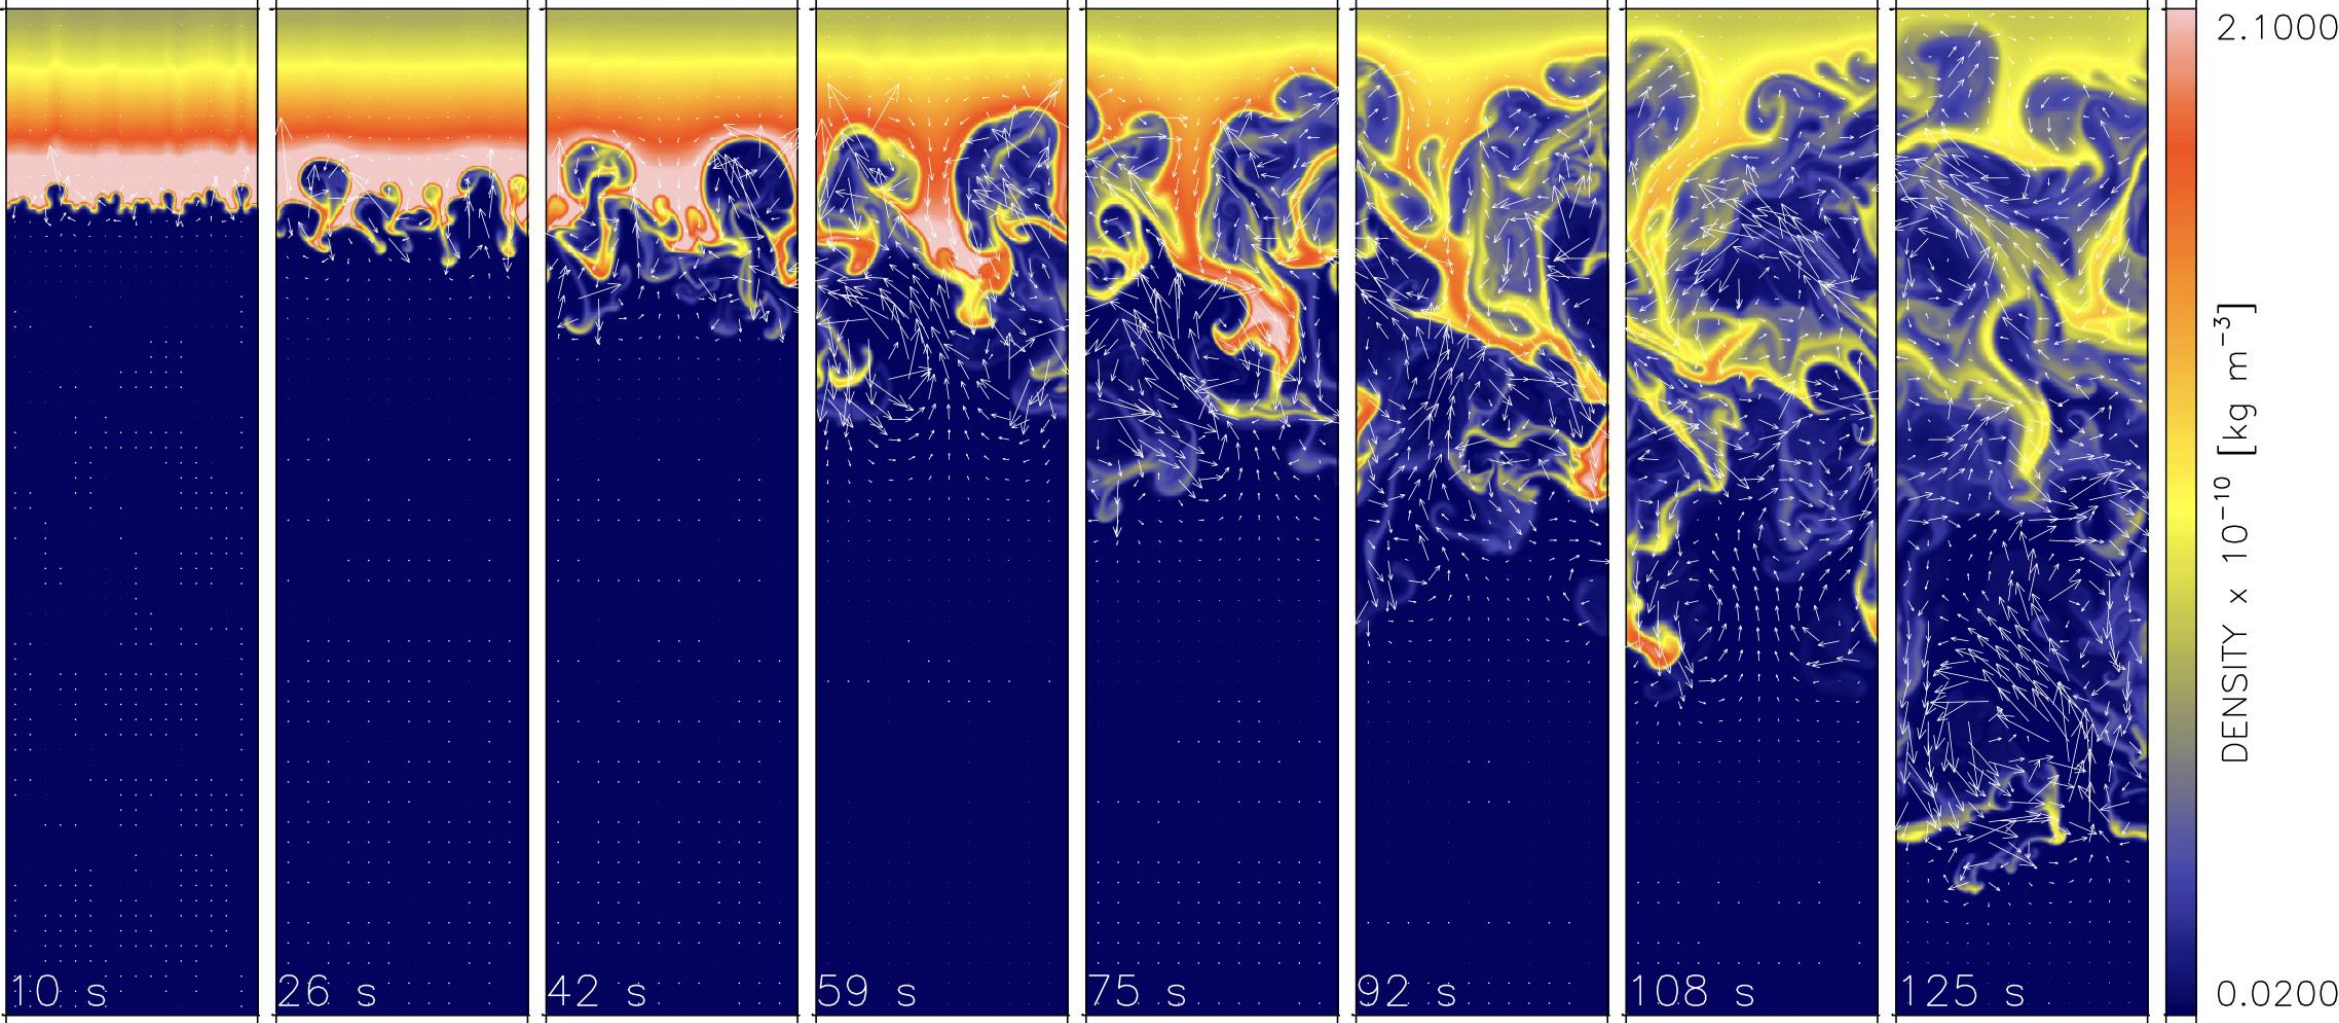 10 s
26 s
42 s
59 s
75 s
92 s
108 s
125 s
2.1000
DENSITY x 10⁻¹⁰ [kg m⁻³]
0.0200